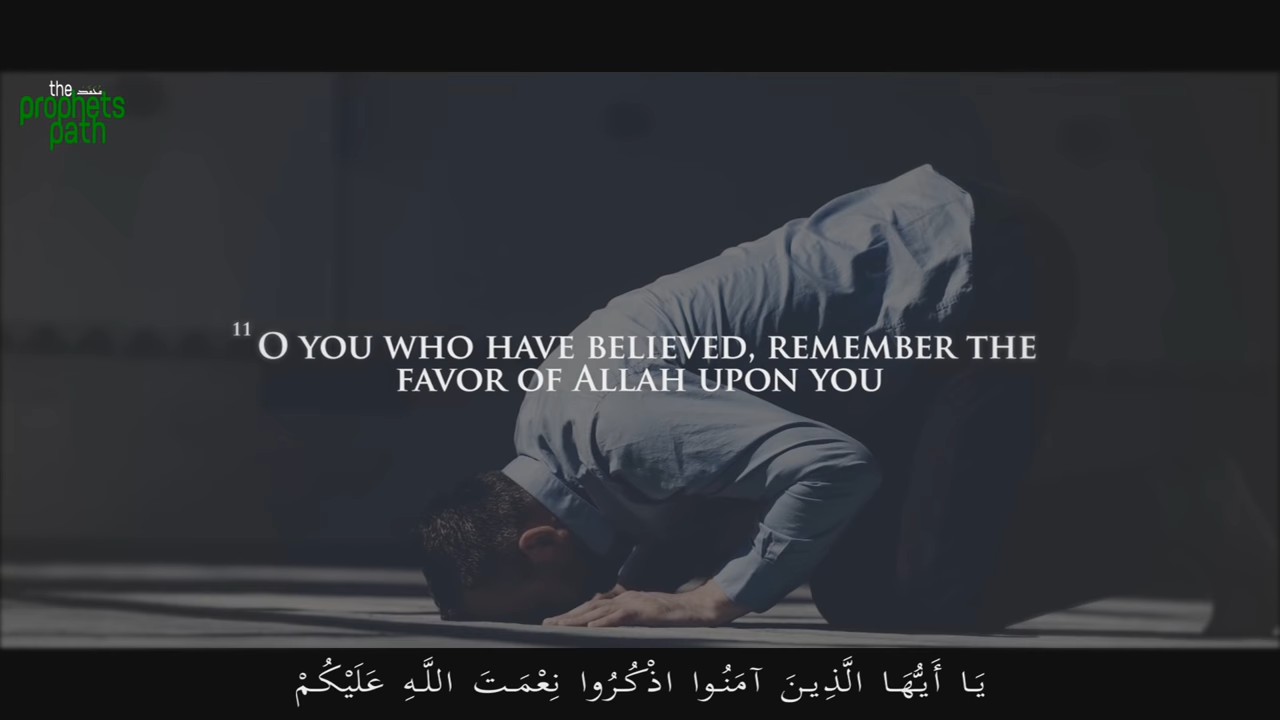 the محمد
prophets
path
11 O YOU WHO HAVE BELIEVED, REMEMBER THE
FAVOR OF ALLAH UPON YOU
يَا أَيُّهَا الَّذِينَ آمَنُوا اذْكُرُوا نِعْمَتَ اللَّهِ عَلَيْكُمْ